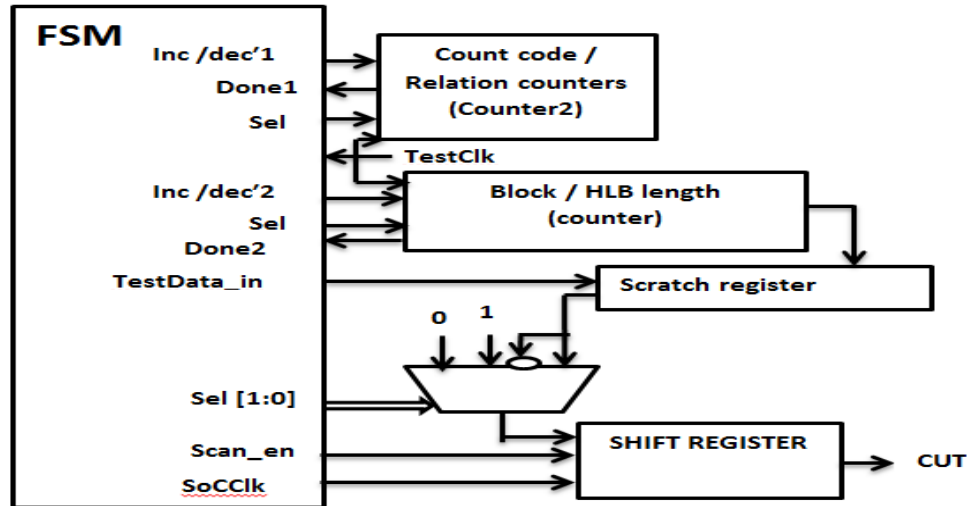 FSM
Inc /dec'1
Done1
Sel
Count code /
Relation counters
(Counter2)
TestClk
Inc /dec'2
Sel
Done2
Block / HLB length
(counter)
TestData_in
Scratch register
0
1
Sel [1:0]
Scan_en
SoCClk
SHIFT REGISTER
CUT